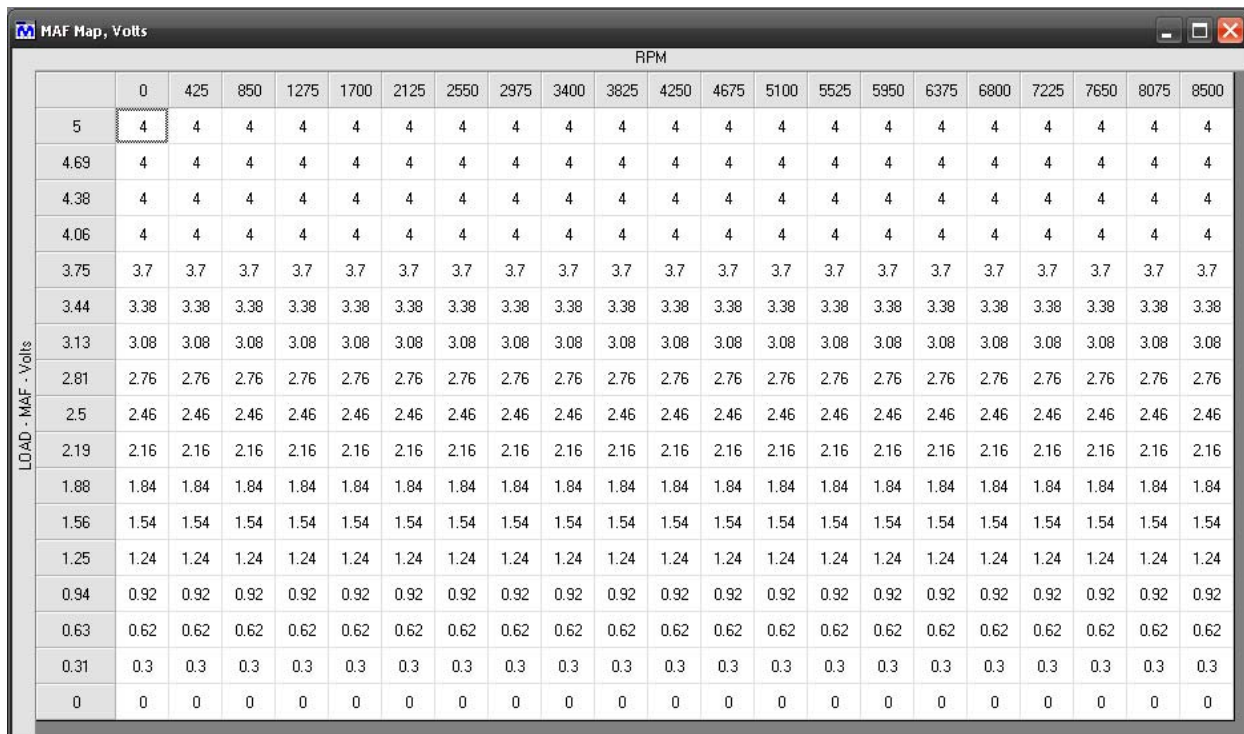 MAF Map, Volts
RPM
0 425 850 1275 1700 2125 2550 2975 3400 3825 4250 4675 5100 5525 5950 6375 6800 7225 7650 8075 8500
5 4 4 4 4 4 4 4 4 4 4 4 4 4 4 4 4 4 4 4 4 4
4.69 4 4 4 4 4 4 4 4 4 4 4 4 4 4 4 4 4 4 4 4 4
4.38 4 4 4 4 4 4 4 4 4 4 4 4 4 4 4 4 4 4 4 4 4
4.06 4 4 4 4 4 4 4 4 4 4 4 4 4 4 4 4 4 4 4 4 4
3.75 3.7 3.7 3.7 3.7 3.7 3.7 3.7 3.7 3.7 3.7 3.7 3.7 3.7 3.7 3.7 3.7 3.7 3.7 3.7 3.7 3.7
3.44 3.38 3.38 3.38 3.38 3.38 3.38 3.38 3.38 3.38 3.38 3.38 3.38 3.38 3.38 3.38 3.38 3.38 3.38 3.38 3.38 3.38
3.13 3.08 3.08 3.08 3.08 3.08 3.08 3.08 3.08 3.08 3.08 3.08 3.08 3.08 3.08 3.08 3.08 3.08 3.08 3.08 3.08 3.08
2.81 2.76 2.76 2.76 2.76 2.76 2.76 2.76 2.76 2.76 2.76 2.76 2.76 2.76 2.76 2.76 2.76 2.76 2.76 2.76 2.76 2.76
2.5 2.46 2.46 2.46 2.46 2.46 2.46 2.46 2.46 2.46 2.46 2.46 2.46 2.46 2.46 2.46 2.46 2.46 2.46 2.46 2.46 2.46
2.19 2.16 2.16 2.16 2.16 2.16 2.16 2.16 2.16 2.16 2.16 2.16 2.16 2.16 2.16 2.16 2.16 2.16 2.16 2.16 2.16 2.16
1.88 1.84 1.84 1.84 1.84 1.84 1.84 1.84 1.84 1.84 1.84 1.84 1.84 1.84 1.84 1.84 1.84 1.84 1.84 1.84 1.84 1.84
1.56 1.54 1.54 1.54 1.54 1.54 1.54 1.54 1.54 1.54 1.54 1.54 1.54 1.54 1.54 1.54 1.54 1.54 1.54 1.54 1.54 1.54
1.25 1.24 1.24 1.24 1.24 1.24 1.24 1.24 1.24 1.24 1.24 1.24 1.24 1.24 1.24 1.24 1.24 1.24 1.24 1.24 1.24 1.24
0.94 0.92 0.92 0.92 0.92 0.92 0.92 0.92 0.92 0.92 0.92 0.92 0.92 0.92 0.92 0.92 0.92 0.92 0.92 0.92 0.92 0.92
0.63 0.62 0.62 0.62 0.62 0.62 0.62 0.62 0.62 0.62 0.62 0.62 0.62 0.62 0.62 0.62 0.62 0.62 0.62 0.62 0.62 0.62
0.31 0.3 0.3 0.3 0.3 0.3 0.3 0.3 0.3 0.3 0.3 0.3 0.3 0.3 0.3 0.3 0.3 0.3 0.3 0.3 0.3 0.3
0 0 0 0 0 0 0 0 0 0 0 0 0 0 0 0 0 0 0 0 0 0
LOAD - MAF - Volts